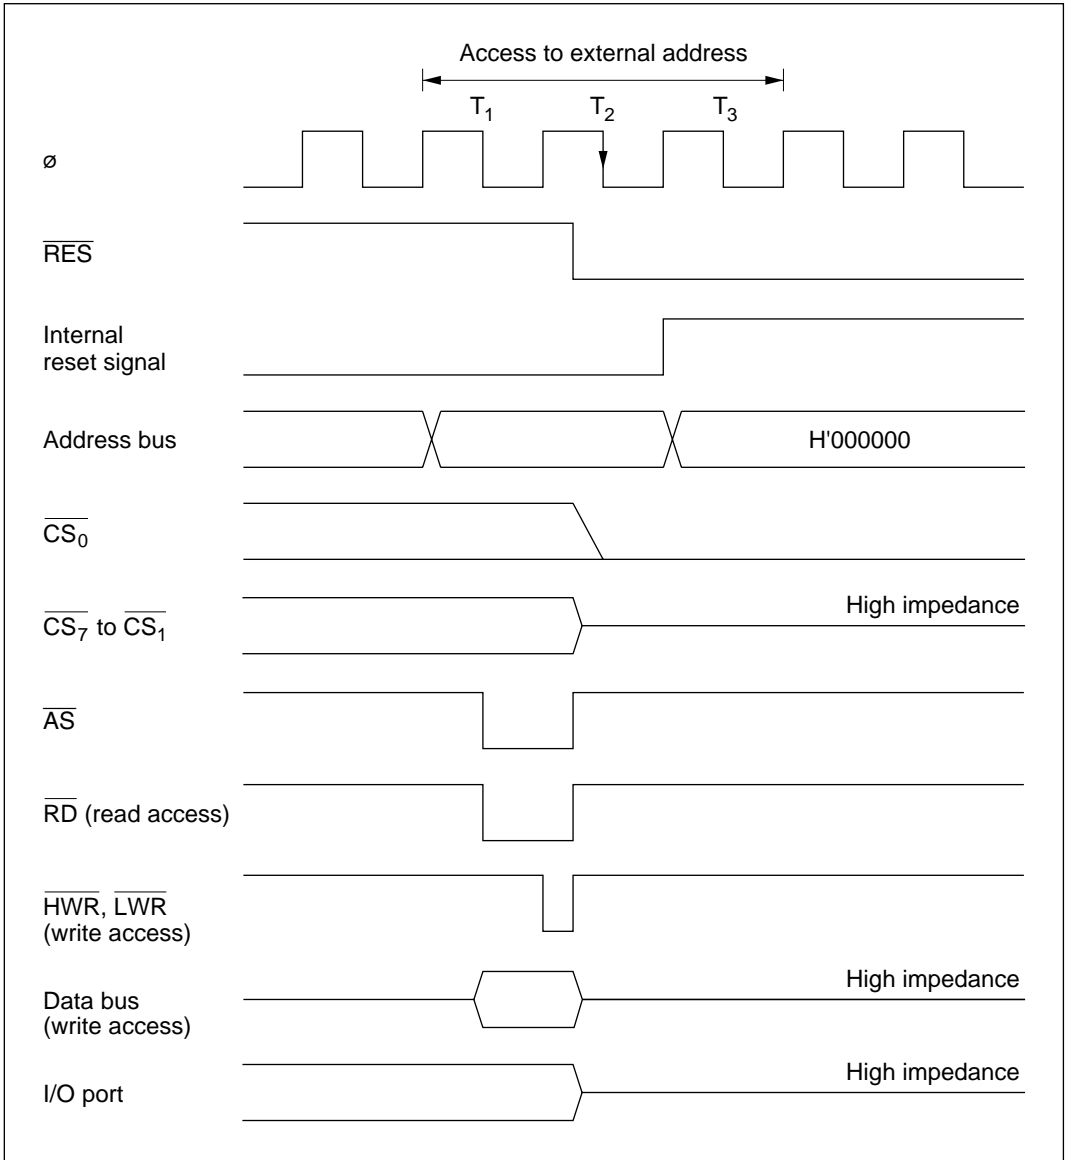 Access to external address
T1 T2 T3
ø
RES
Internal
reset signal
Address bus
H'000000
CS0
High impedance
CS7 to CS1
AS
RD (read access)
HWR, LWR
(write access)
High impedance
Data bus
(write access)
High impedance
I/O port